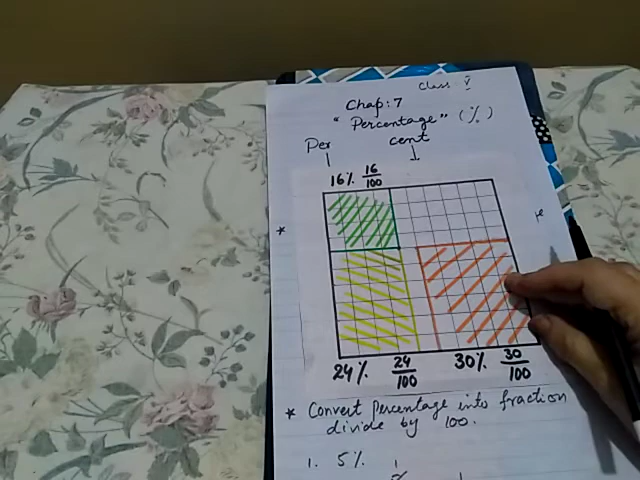 Class V
Chap: 7
"Percentage" (%)
Per cent
16% 16/100
24% 24/100 30% 30/100
* Convert Percentage into fraction
divide by 100.
1. 5%